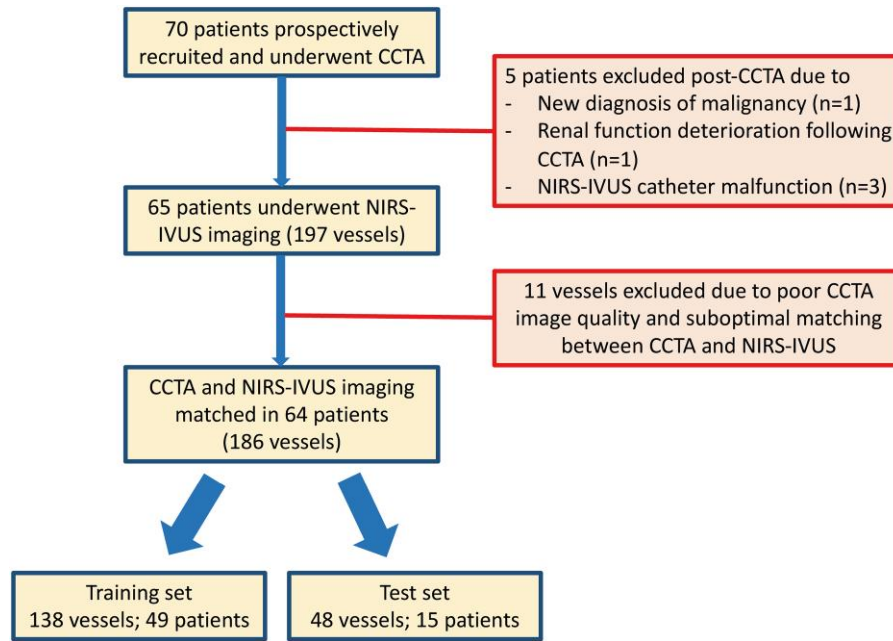 70 patients prospectively
recruited and underwent CCTA
5 patients excluded post-CCTA due to
- New diagnosis of malignancy (n=1)
- Renal function deterioration following
CCTA (n=1)
- NIRS-IVUS catheter malfunction (n=3)
65 patients underwent NIRS-
IVUS imaging (197 vessels)
11 vessels excluded due to poor CCTA
image quality and suboptimal matching
between CCTA and NIRS-IVUS
CCTA and NIRS-IVUS imaging
matched in 64 patients
(186 vessels)
Training set
138 vessels; 49 patients
Test set
48 vessels; 15 patients